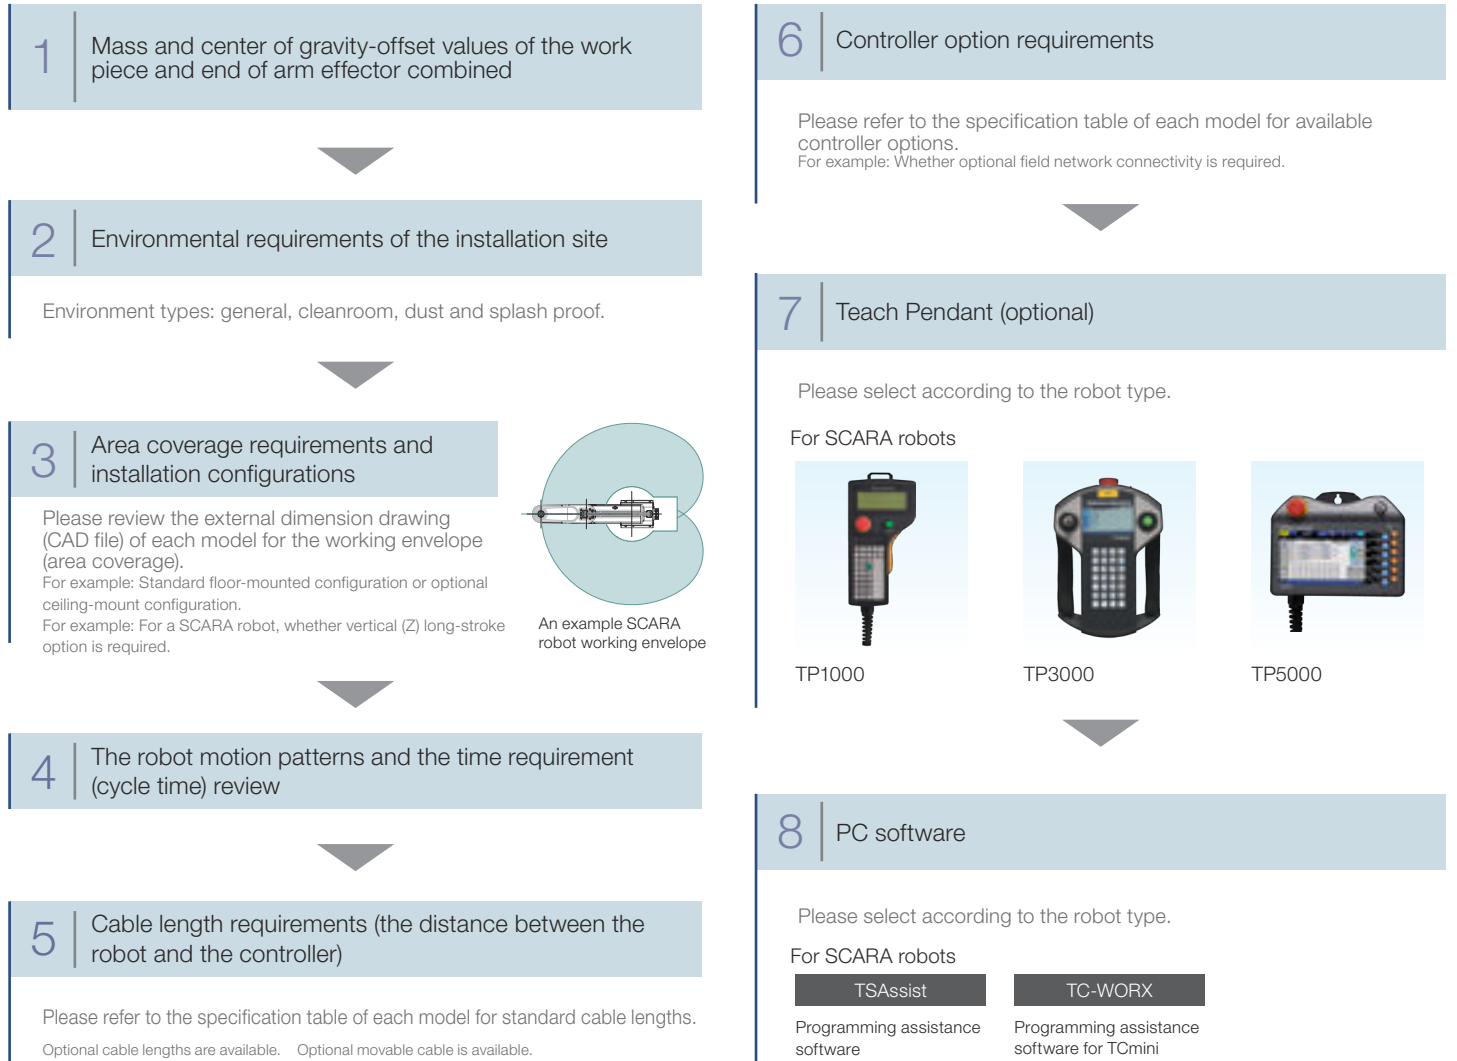 1
Mass and center of gravity-offset values of the work
piece and end of arm effector combined
2
Environmental requirements of the installation site
Environment types: general, cleanroom, dust and splash proof.
3
Area coverage requirements and
installation configurations
Please review the external dimension drawing
(CAD file) of each model for the working envelope
(area coverage).
For example: Standard floor-mounted configuration or optional
ceiling-mount configuration.
For example: For a SCARA robot, whether vertical (Z) long-stroke
option is required.
An example SCARA
robot working envelope
4
The robot motion patterns and the time requirement
(cycle time) review
5
Cable length requirements (the distance between the
robot and the controller)
Please refer to the specification table of each model for standard cable lengths.
Optional cable lengths are available. Optional movable cable is available.
6
Controller option requirements
Please refer to the specification table of each model for available
controller options.
For example: Whether optional field network connectivity is required.
7
Teach Pendant (optional)
Please select according to the robot type.
For SCARA robots
TP1000
TP3000
TP5000
8
PC software
Please select according to the robot type.
For SCARA robots
TSAssist
Programming assistance
software
TC-WORX
Programming assistance
software for TCmini